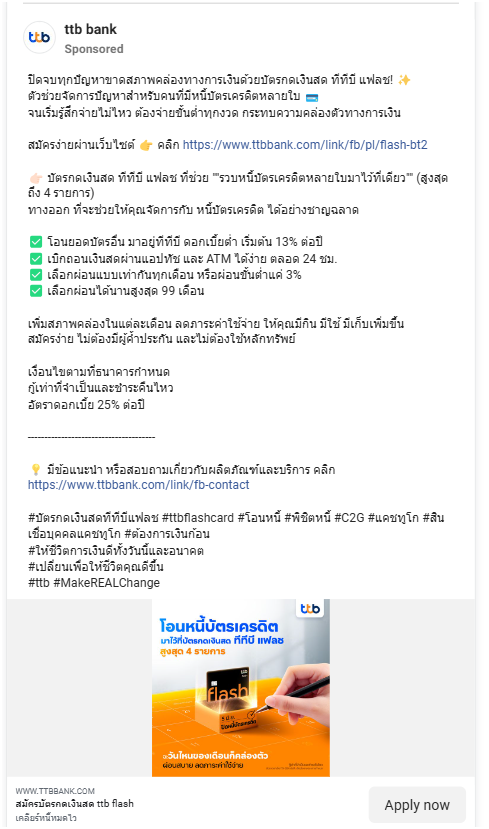 ttb
ttb bank
Sponsored
ปิดจบทุกปัญหาขาดสภาพคล่องทางการเงินด้วยบัตรกดเงินสด ทีทีบี แฟลช! ✨
ตัวช่วยจัดการปัญหาสำหรับคนที่มีหนี้บัตรเครดิตหลายใบ 💳
จนเริ่มรู้สึกจ่ายไม่ไหว ต้องจ่ายขั้นต่ำทุกงวด กระทบความคล่องตัวทางการเงิน
สมัครง่ายผ่านเว็บไซต์ 👉 คลิก https://www.ttbbank.com/link/fb/pl/flash-bt2
👉🏻 บัตรกดเงินสด ทีทีบี แฟลช ที่ช่วย ""รวบหนี้บัตรเครดิตหลายใบมาไว้ที่เดียว"" (สูงสุด
ถึง 4 รายการ)
ทางออก ที่จะช่วยให้คุณจัดการกับ หนี้บัตรเครดิต ได้อย่างชาญฉลาด
✅ โอนยอดบัตรอื่น มาอยู่ทีทีบี ดอกเบี้ยต่ำ เริ่มต้น 13% ต่อปี
✅ เบิกถอนเงินสดผ่านแอปทัช และ ATM ได้ง่าย ตลอด 24 ชม.
✅ เลือกผ่อนแบบเท่ากันทุกเดือน หรือผ่อนขั้นต่ำแค่ 3%
✅ เลือกผ่อนได้นานสูงสุด 99 เดือน
เพิ่มสภาพคล่องในแต่ละเดือน ลดภาระค่าใช้จ่าย ให้คุณมีกิน มีใช้ มีเก็บเพิ่มขึ้น
สมัครง่าย ไม่ต้องมีผู้ค้ำประกัน และไม่ต้องใช้หลักทรัพย์
เงื่อนไขตามที่ธนาคารกำหนด
กู้เท่าที่จำเป็นและชำระคืนไหว
อัตราดอกเบี้ย 25% ต่อปี
--------------------------------------
💡 มีข้อแนะนำ หรือสอบถามเกี่ยวกับผลิตภัณฑ์และบริการ คลิก
https://www.ttbbank.com/link/fb-contact
#บัตรกดเงินสดทีทีบีแฟลช #ttbflashcard #โอนหนี้ #พิชิตหนี้ #C2G #แคชทูโก #สิน
เชื่อบุคคลแคชทูโก #ต้องการเงินก้อน
#ให้ชีวิตการเงินดีทั้งวันนี้และอนาคต
#เปลี่ยนเพื่อให้ชีวิตคุณดีขึ้น
#ttb #MakeREALChange
ttb
โอนหนี้บัตรเครดิต
มาไว้ที่บัตรกดเงินสด ทีทีบี แฟลช
สูงสุด 4 รายการ
flash
ปิดหนี้บัตรเครดิต
วันไหนของเดือนก็คล่องตัว
ผ่อนสบาย ลดภาระค่าใช้จ่าย
WWW.TTBBANK.COM
สมัครบัตรกดเงินสด ttb flash
เคลียร์หนี้หมดไว
Apply now